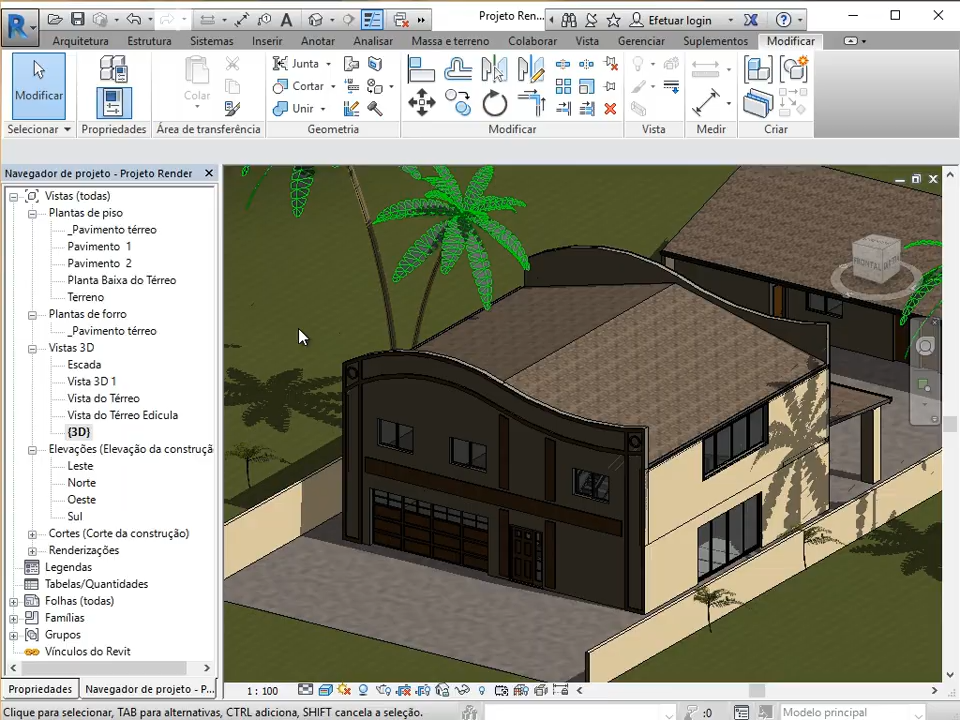 Projeto Ren...
Efetuar login
Arquitetura
Estrutura
Sistemas
Inserir
Anotar
Analisar
Massa e terreno
Colaborar
Vista
Gerenciar
Suplementos
Modificar
Modificar
Colar
Junta
Cortar
Unir
Selecionar
Propriedades
Área de transferência
Geometria
Modificar
Vista
Medir
Criar
Navegador de projeto - Projeto Render
Vistas (todas)
Plantas de piso
_Pavimento térreo
Pavimento 1
Pavimento 2
Planta Baixa do Térreo
Terreno
Plantas de forro
_Pavimento térreo
Vistas 3D
Escada
Vista 3D 1
Vista do Térreo
Vista do Térreo Edícula
{3D}
Elevações (Elevação da construçã
Leste
Norte
Oeste
Sul
Cortes (Corte da construção)
Renderizações
Legendas
Tabelas/Quantidades
Folhas (todas)
Famílias
Grupos
Vínculos do Revit
Propriedades
Navegador de projeto - P...
FRONTAL
1 : 100
Clique para selecionar, TAB para alternativas, CTRL adiciona, SHIFT cancela a seleção.
:0
Modelo principal